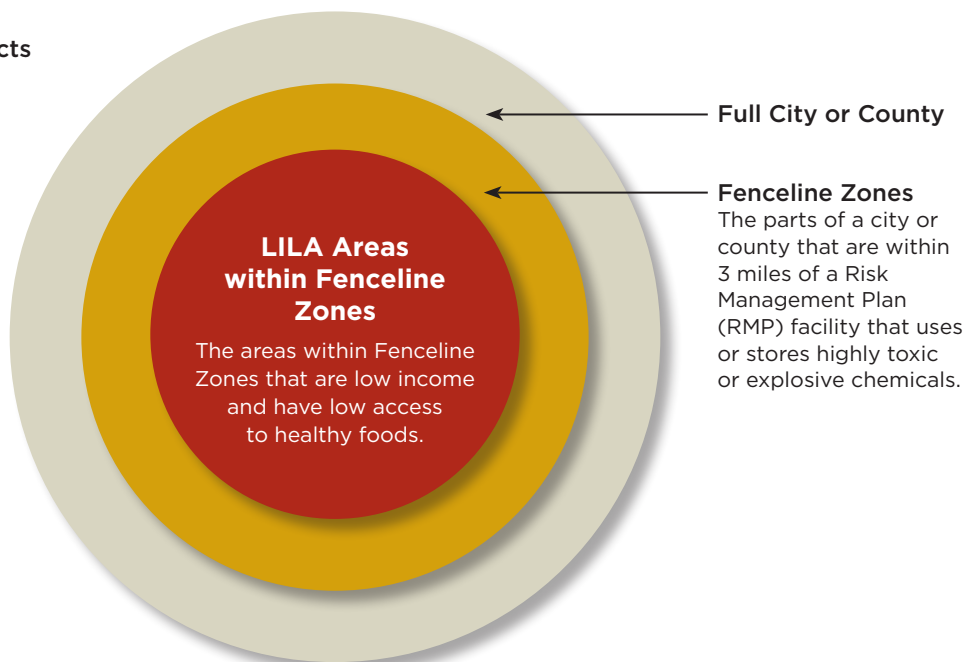 Full City or County
Fenceline Zones
The parts of a city or
county that are within
3 miles of a Risk
Management Plan
(RMP) facility that uses
or stores highly toxic
or explosive chemicals.
LILA Areas
within Fenceline
Zones
The areas within Fenceline
Zones that are low income
and have low access
to healthy foods.